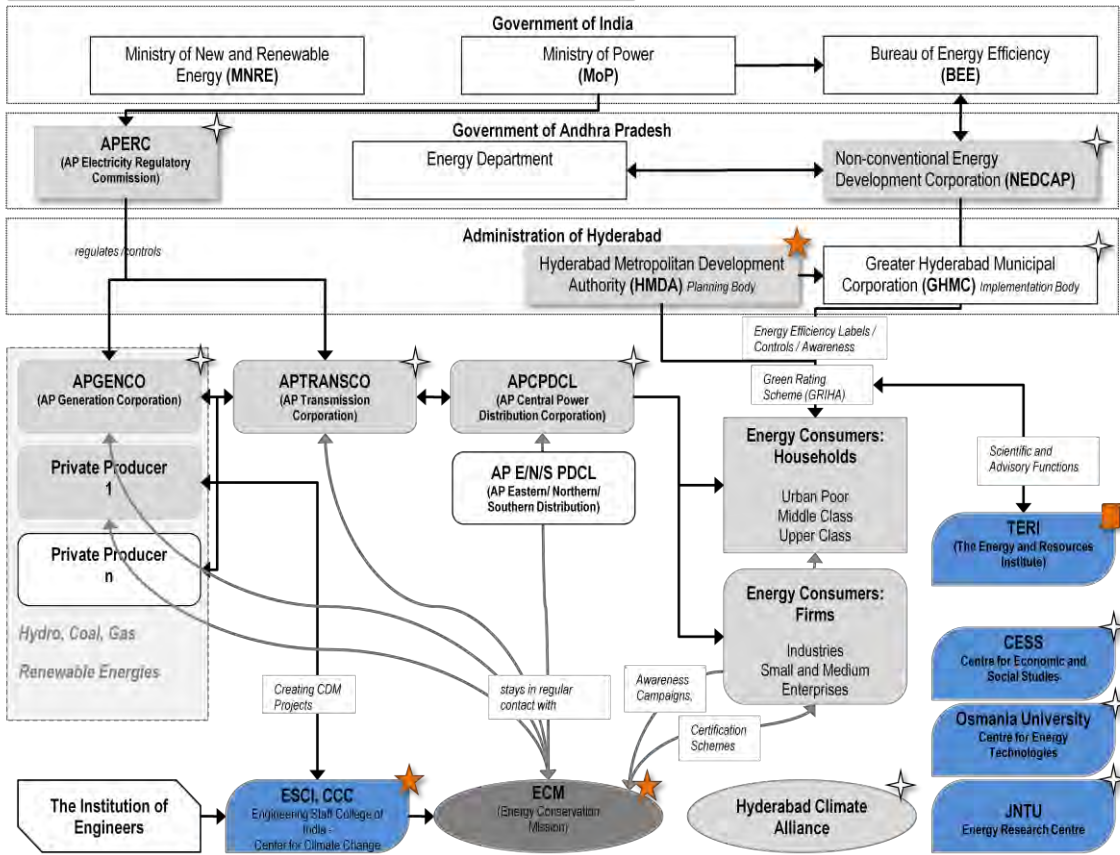 Government of India
Ministry of New and Renewable
Energy (MNRE)
Ministry of Power
(MoP)
Bureau of Energy Efficiency
(BEE)
Government of Andhra Pradesh
APERC
(AP Electricity Regulatory
Commission)
Energy Department
Non-conventional Energy
Development Corporation (NEDCAP)
Administration of Hyderabad
regulates /controls
Hyderabad Metropolitan Development
Authority (HMDA) Planning Body
Greater Hyderabad Municipal
Corporation (GHMC) Implementation Body
Energy Efficiency Labels /
Controls / Awareness
Green Rating
Scheme (GRIHA)
APGENCO
(AP Generation Corporation)
APTRANSCO
(AP Transmission
Corporation)
APCPDCL
(AP Central Power
Distribution Corporation)
Private Producer
1
AP E/N/S PDCL
(AP Eastern/ Northern/
Southern Distribution)
Private Producer
n
Hydro, Coal, Gas
Renewable Energies
Energy Consumers:
Households
Urban Poor
Middle Class
Upper Class
Scientific and
Advisory Functions
TERI
(The Energy and Resources
Institute)
Energy Consumers:
Firms
Industries
Small and Medium
Enterprises
CESS
Centre for Economic and
Social Studies
Creating CDM
Projects
stays in regular
contact with
Awareness
Campaigns,
Certification
Schemes
Osmania University
Centre for Energy
Technologies
The Institution of
Engineers
ESCI, CCC
Engineering Staff College of
India -
Center for Climate Change
ECM
(Energy Conservation
Mission)
Hyderabad Climate
Alliance
JNTU
Energy Research Centre